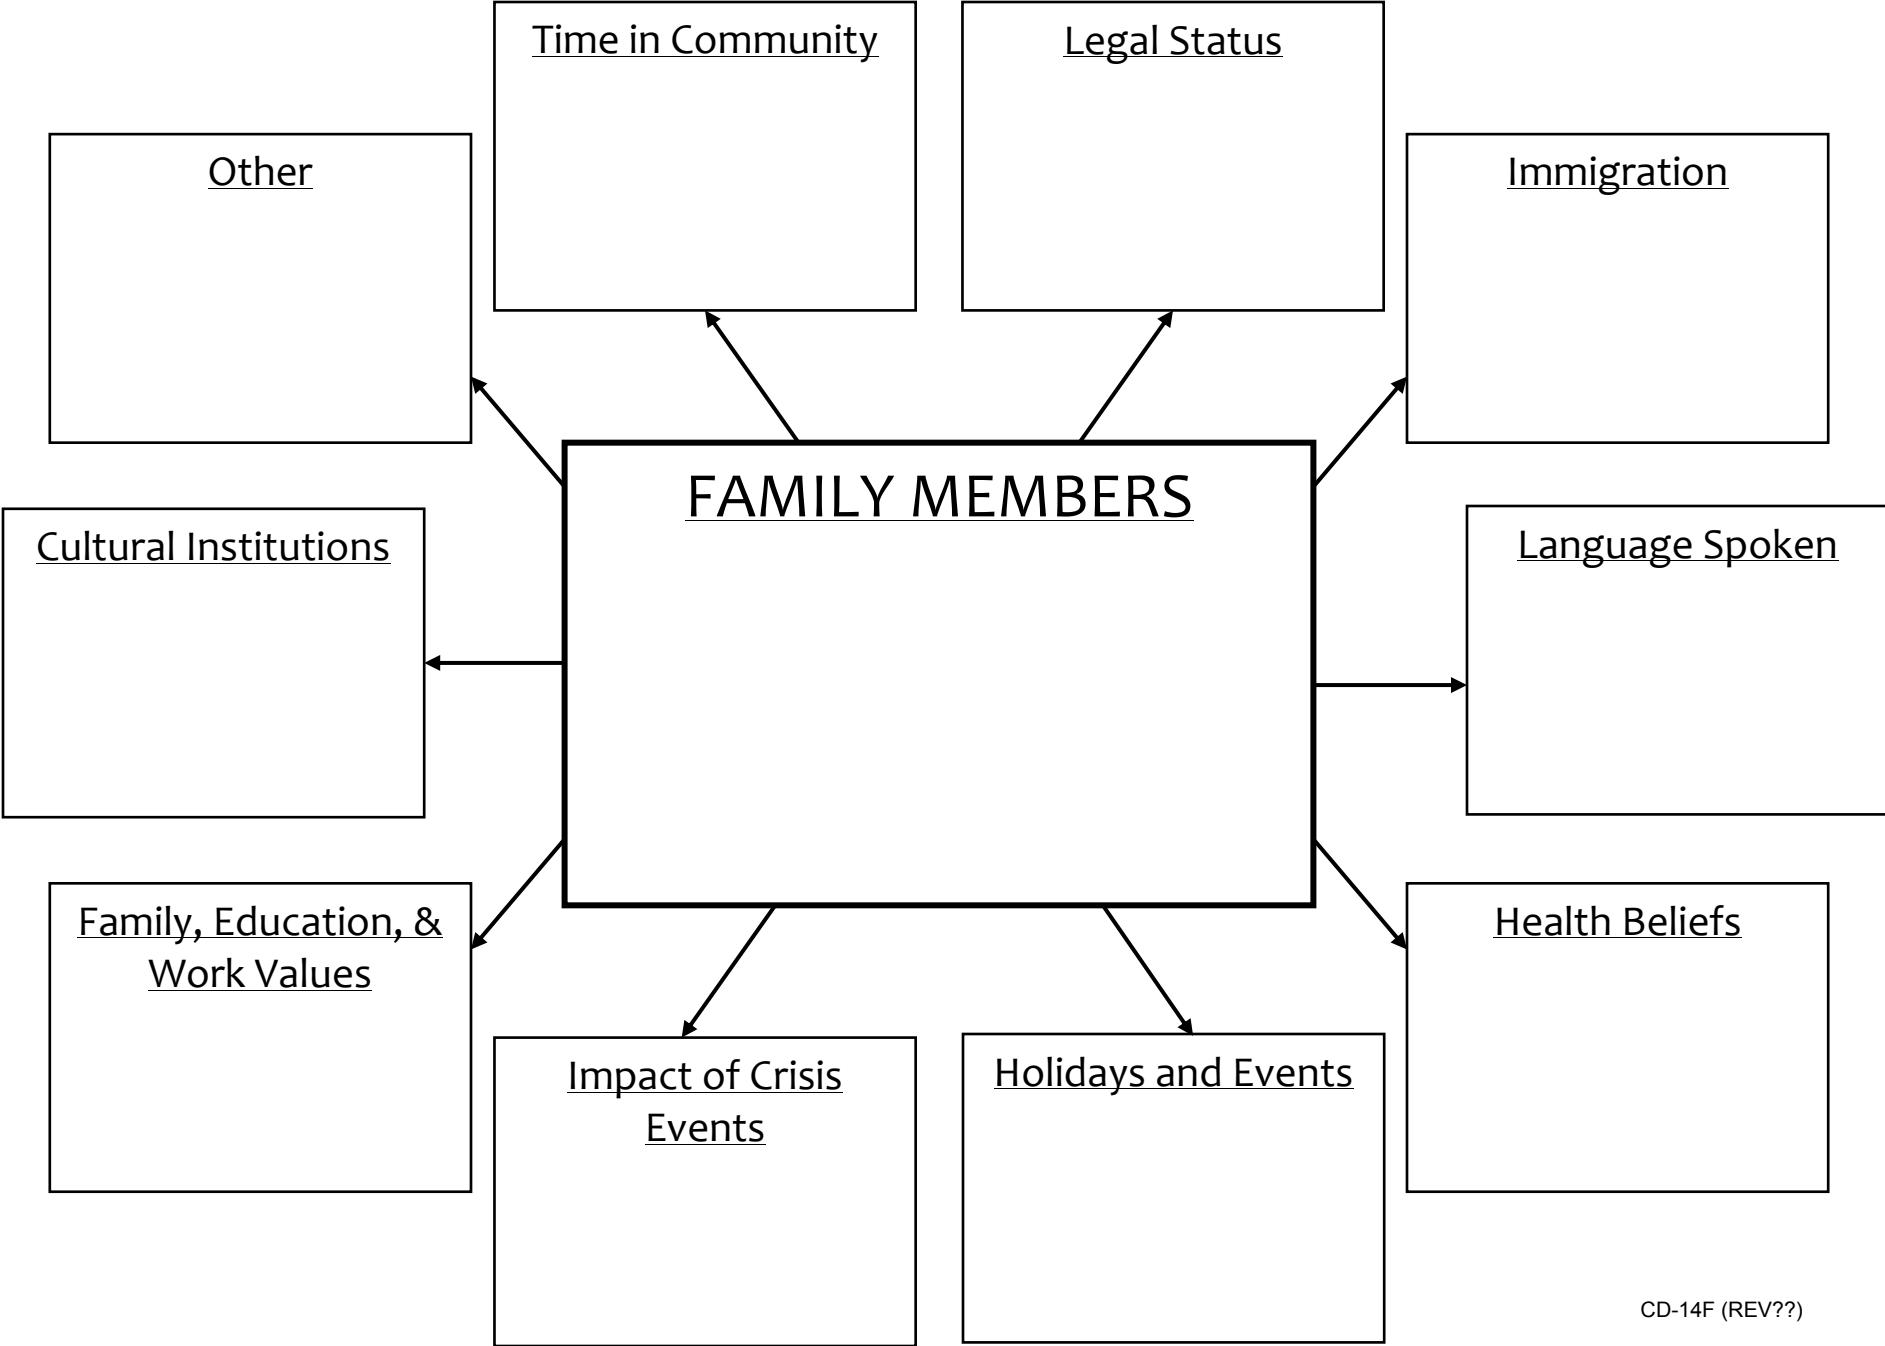 Time in Community
Legal Status
Other
Immigration
FAMILY MEMBERS
Cultural Institutions
Language Spoken
Family, Education, &
Work Values
Health Beliefs
Impact of Crisis
Events
Holidays and Events
CD-14F (REV??)